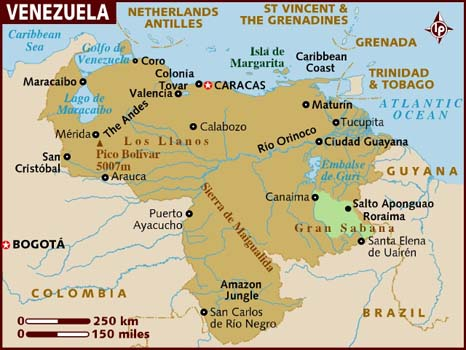 VENEZUELA
NETHERLANDS
ANTILLES
ST VINCENT &
THE GRENADINES
lp
Caribbean
Sea
Golfo de
Venezuela
Coro
Isla de
Margarita
Caribbean
Coast
GRENADA
Colonia
Tovar
CARACAS
TRINIDAD
& TOBAGO
Maracaibo
Valencia
Maturín
ATLANTIC
OCEAN
Lago de
Maracaibo
The Andes
Calabozo
Tucupita
Mérida
Los Llanos
Río Orinoco
Ciudad Guayana
San
Cristóbal
Pico Bolívar
5007m
Arauca
Embalse
de Guri
GUYANA
Canaima
Salto Aponguao
Roraima
Puerto
Ayacucho
Sierra de Maigualida
Gran Sabana
Santa Elena
de Uairén
BOGOTÁ
COLOMBIA
Amazon
Jungle
San Carlos
de Río Negro
BRAZIL
0
250 km
0
150 miles